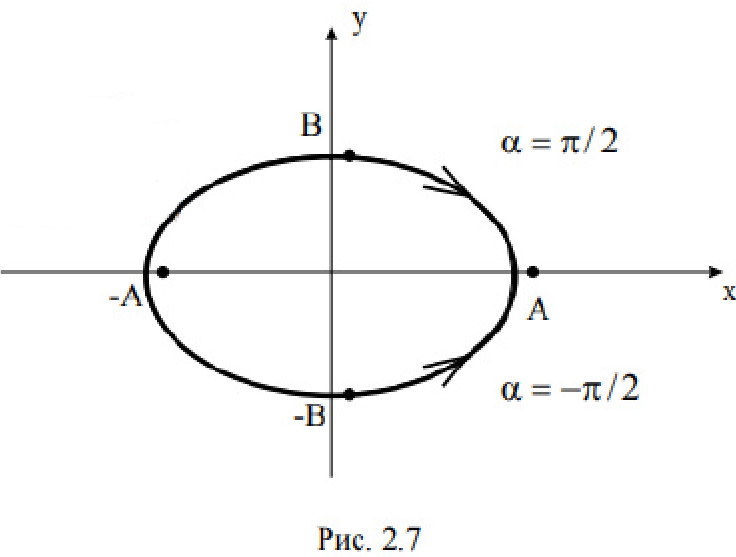 y
B
α = π/2
-A
A
x
-B
α = −π/2
Рис. 2.7